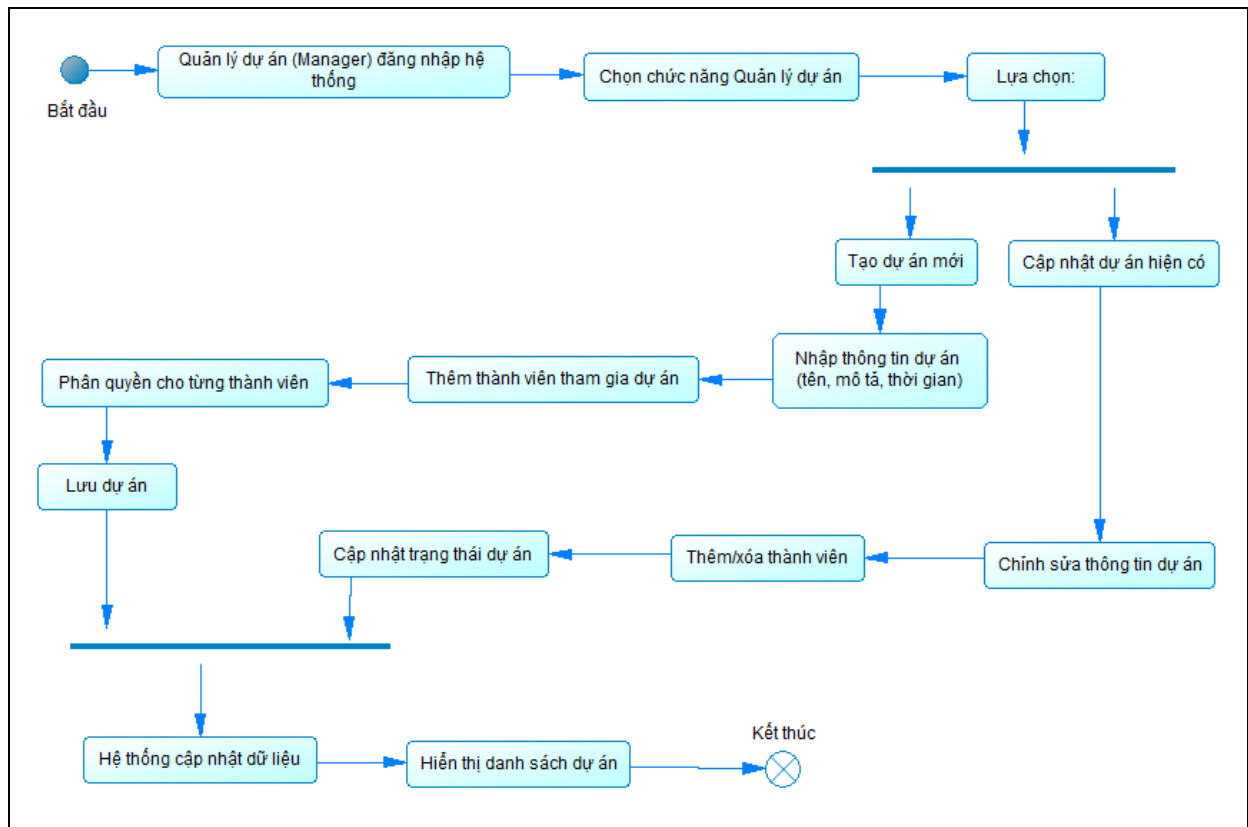 Quản lý dự án (Manager) đăng nhập hệ
thống
Chọn chức năng Quản lý dự án
Lựa chọn:
Bắt đầu
Tạo dự án mới
Cập nhật dự án hiện có
Nhập thông tin dự án
(tên, mô tả, thời gian)
Thêm thành viên tham gia dự án
Phân quyền cho từng thành viên
Lưu dự án
Cập nhật trạng thái dự án
Thêm/xóa thành viên
Chỉnh sửa thông tin dự án
Hệ thống cập nhật dữ liệu
Hiển thị danh sách dự án
Kết thúc